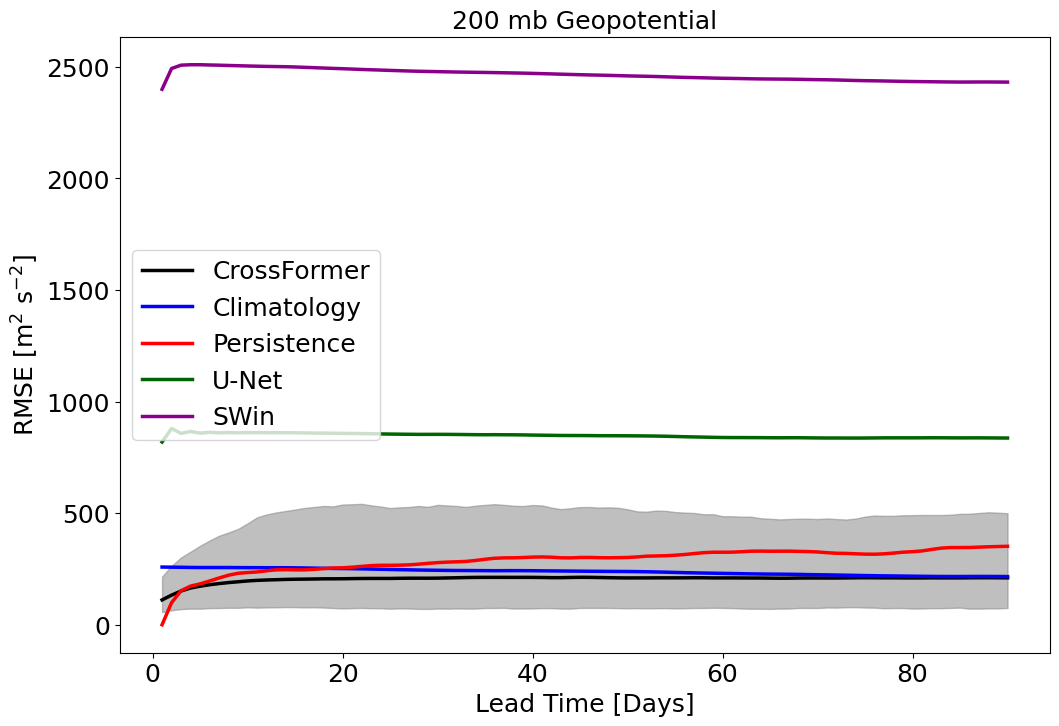 200 mb Geopotential
RMSE [m² s⁻²]
2500
2000
1500
1000
500
0
CrossFormer
Climatology
Persistence
U-Net
SWin
0 20 40 60 80
Lead Time [Days]